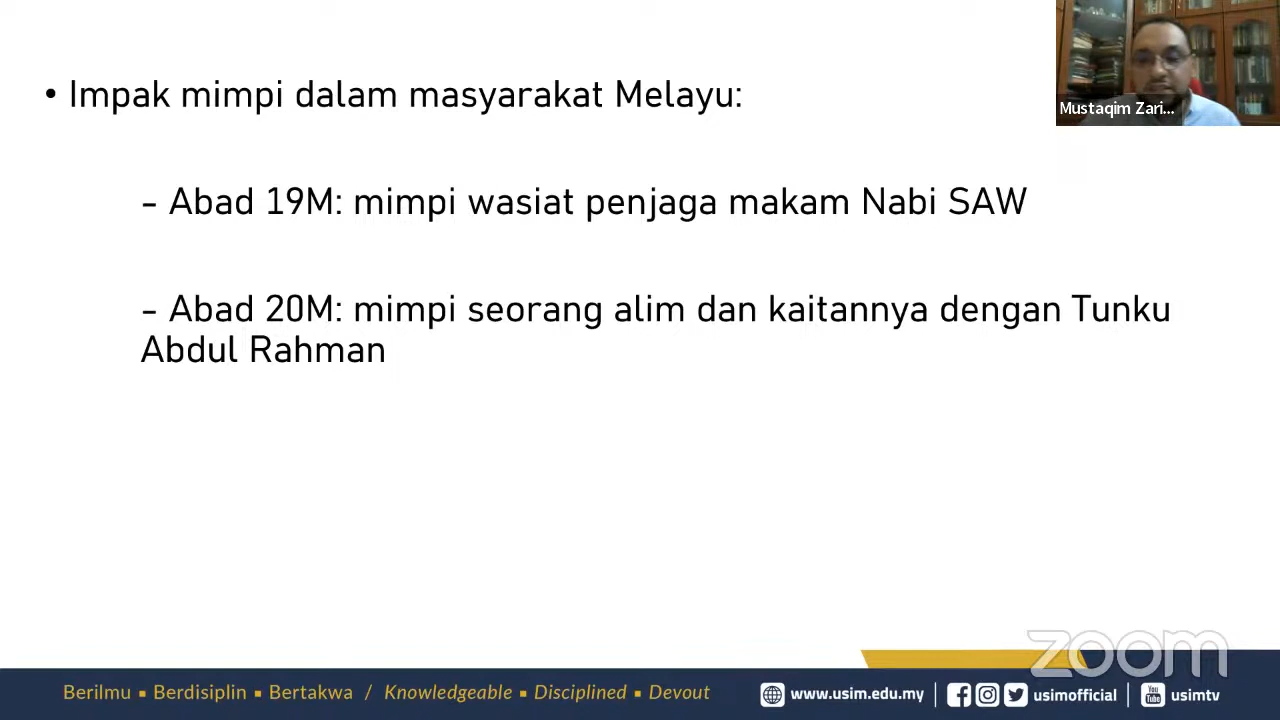 • Impak mimpi dalam masyarakat Melayu:
Mustaqim Zari...
- Abad 19M: mimpi wasiat penjaga makam Nabi SAW
- Abad 20M: mimpi seorang alim dan kaitannya dengan Tunku
Abdul Rahman
zoom
Berilmu ▪ Berdisiplin ▪ Bertakwa / Knowledgeable ▪ Disciplined ▪ Devout
www.usim.edu.my | usimofficial | You Tube usimtv